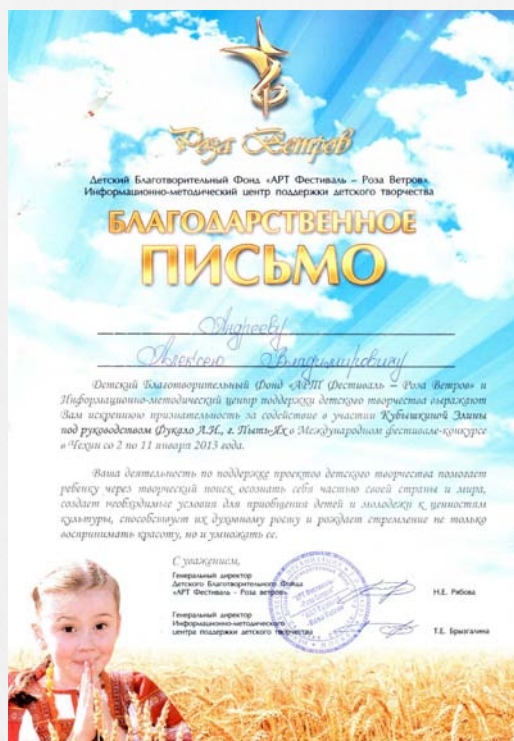 Роза Ветров
Детский Благотворительный Фонд «АРТ Фестиваль – Роза Ветров».
Информационно-методический центр поддержки детского творчества
БЛАГОДАРСТВЕННОЕ
ПИСЬМО
Андрееву
Алексею Владимировичу
Детский Благотворительный Фонд «АРТ Фестиваль – Роза Ветров» и
Информационно-методический центр поддержки детского творчества выражают
Вам искреннюю признательность за содействие в участии Кубышкиной Элины
под руководством Фукало А.И., г. Пыть-Ях в Международном фестивале-конкурсе
в Чехии со 2 по 11 января 2013 года.
Ваша деятельность по поддержке проектов детского творчества помогает
ребенку через творческий поиск осознать себя частью своей страны и мира,
создает необходимые условия для приобщения детей и молодежи к ценностям
культуры, способствует их духовному росту и рождает стремление не только
воспринимать красоту, но и умножать ее.
С уважением,
Генеральный директор
Детского Благотворительного Фонда
«АРТ Фестиваль - Роза ветров» Н.Е. Рябова
Генеральный директор
Информационно-методического
центра поддержки детского творчества Т.Е. Брызгалина